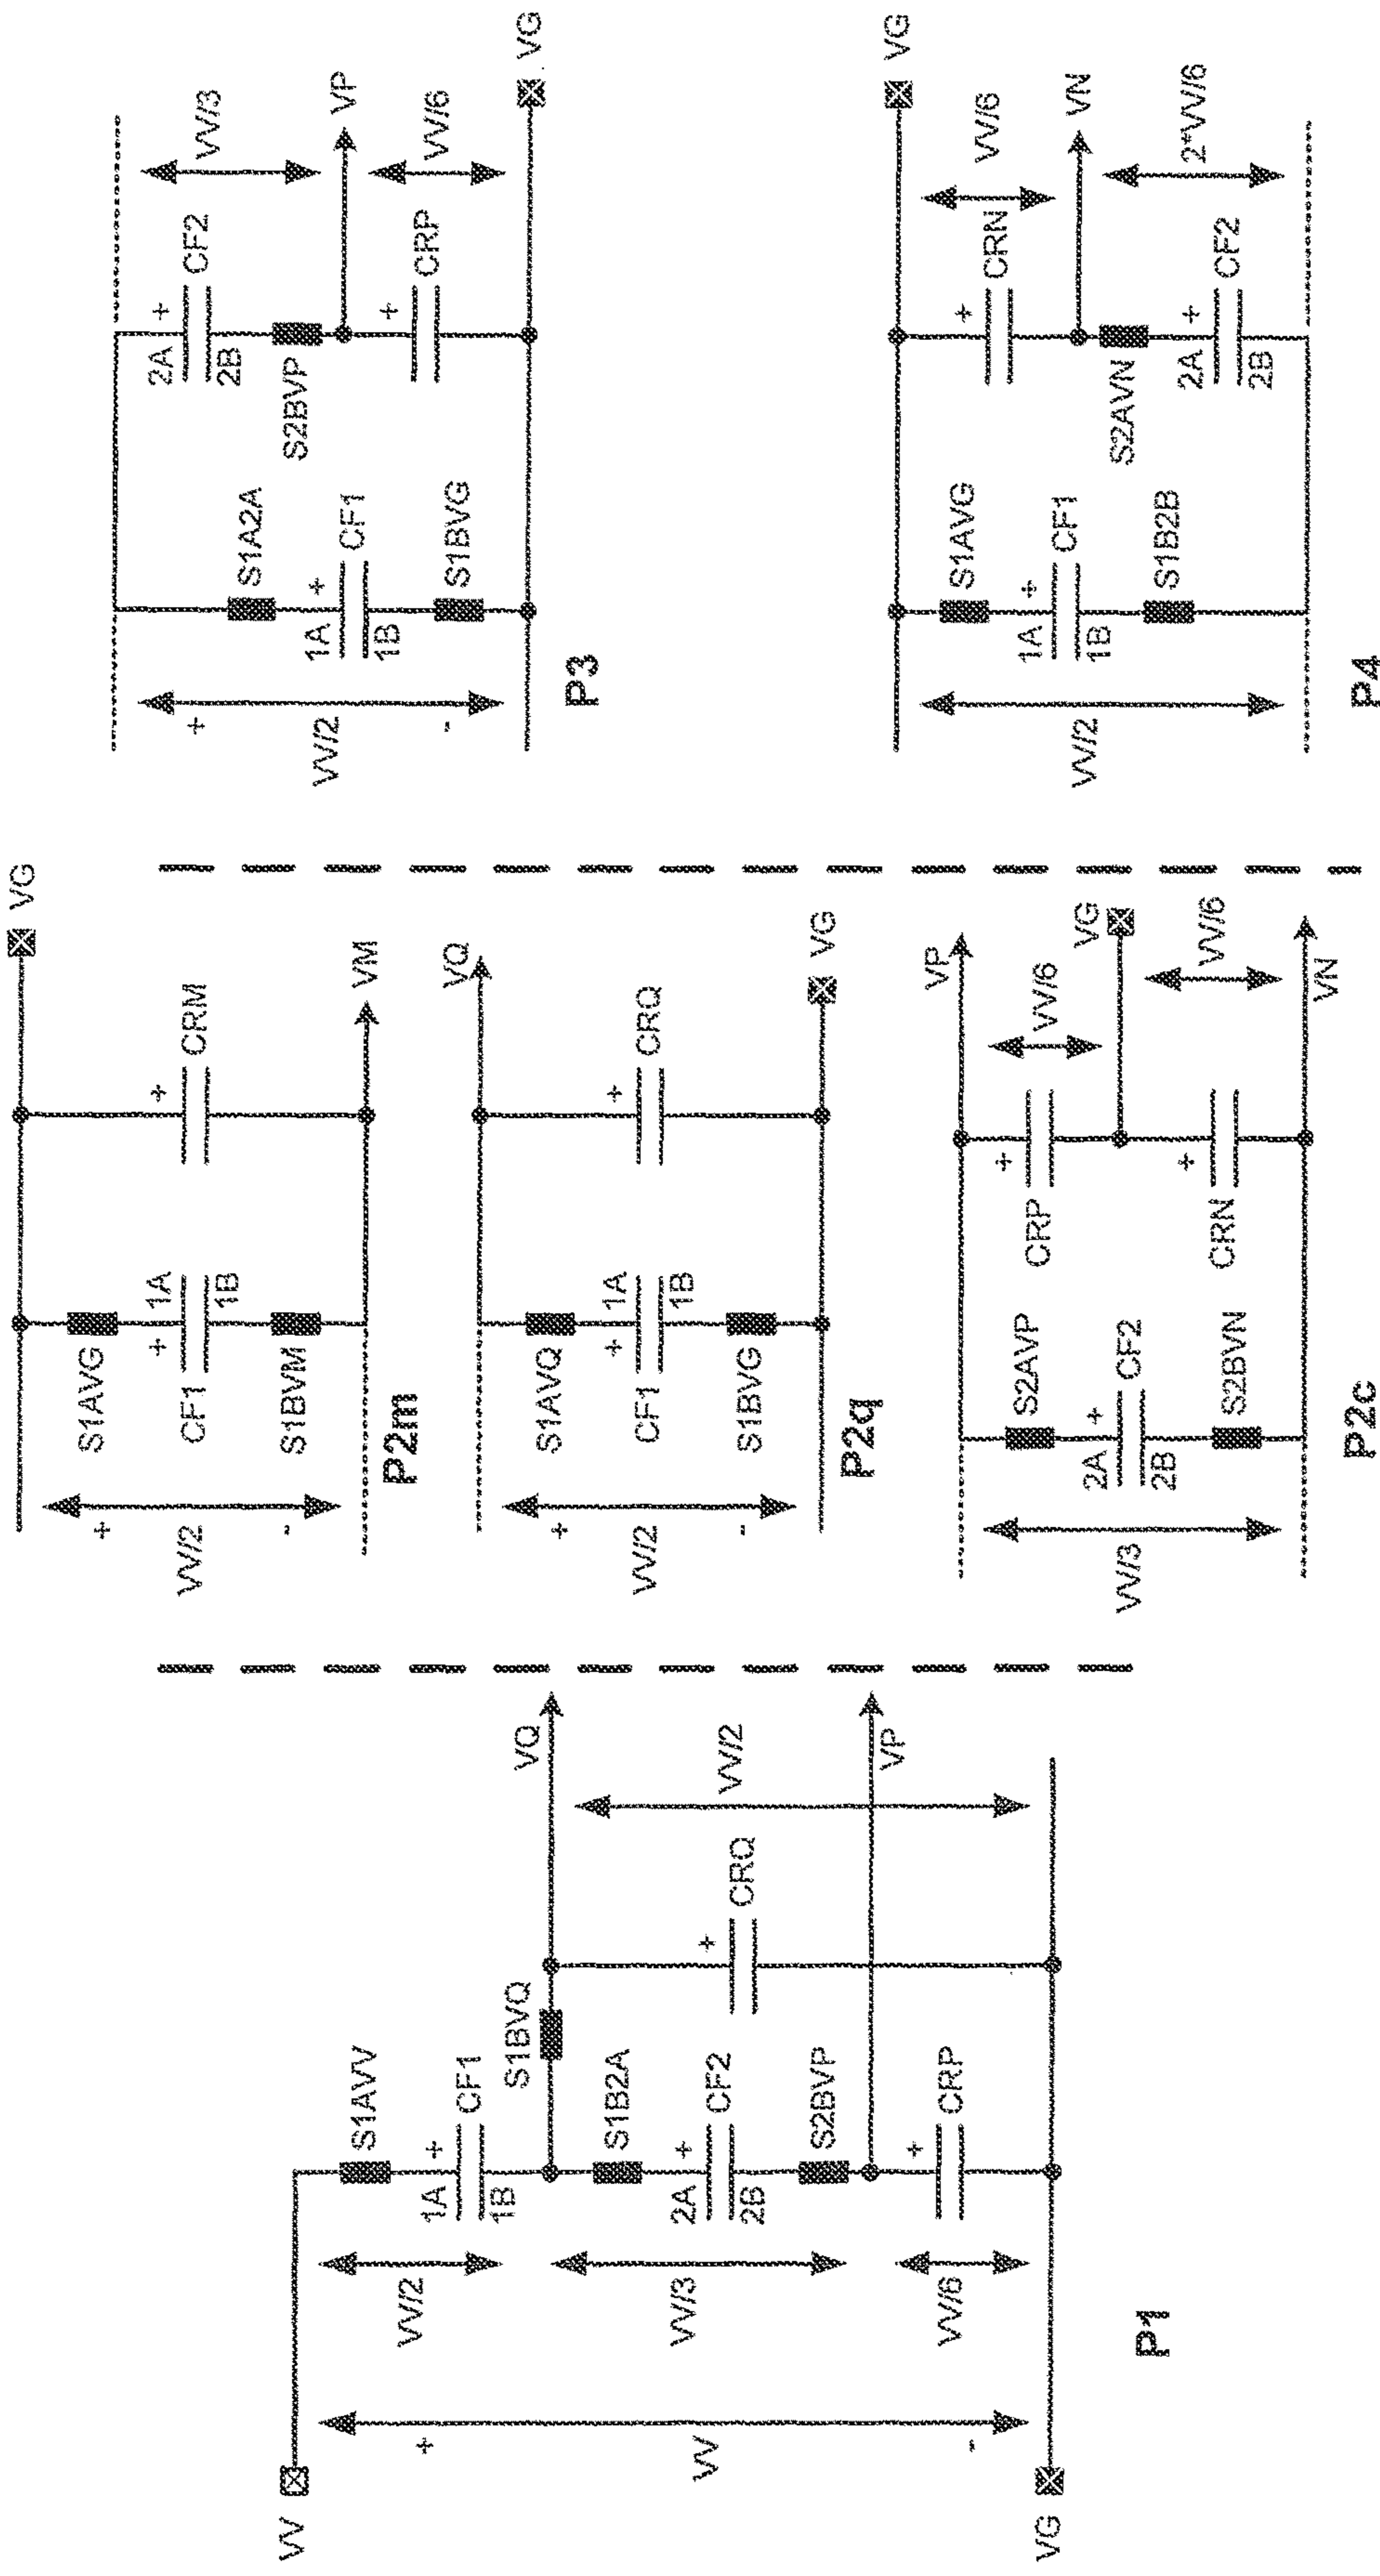 VV
VG
VV
+
-
P1
VV/2
VV/3
VV/6
S1AVV
1A
+
CF1
1B
S1BVQ
S1B2A
2A
+
CF2
2B
S2BVP
+
CRP
+
CRQ
VQ
VV/2
VP
VV/2
+
-
P2m
S1AVG
+
1A
CF1
1B
S1BVM
+
CRM
VG
VM
VV/2
+
-
P2q
S1AVQ
+
1A
CF1
1B
S1BVG
+
CRQ
VQ
VG
VV/3
P2c
S2AVP
2A
+
CF2
2B
S2BVN
+
CRP
+
CRN
VP
VV/6
VG
VV/6
VN
VV/2
+
-
P3
S1A2A
1A
+
CF1
1B
S1BVG
2A
+
CF2
2B
S2BVP
+
CRP
VV/3
VP
VV/6
VG
VV/2
P4
S1AVG
1A
+
CF1
1B
S1B2B
+
CRN
S2AVN
2A
+
CF2
2B
VV/6
VN
2*VV/6
VG